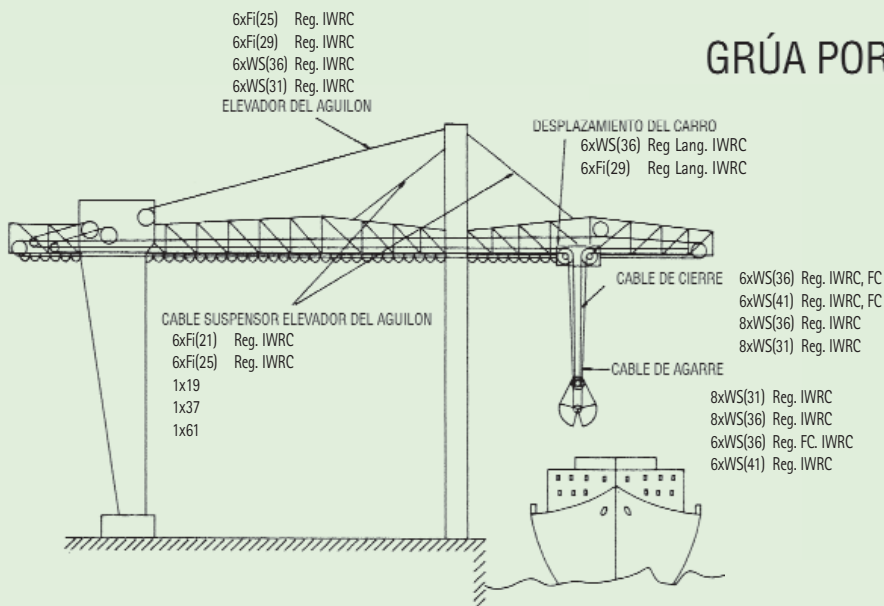 6xFi(25) Reg. IWRC
6xFi(29) Reg. IWRC
6xWS(36) Reg. IWRC
6xWS(31) Reg. IWRC
ELEVADOR DEL AGUILON
GRÚA POR
DESPLAZAMIENTO DEL CARRO
6xWS(36) Reg Lang. IWRC
6xFi(29) Reg Lang. IWRC
CABLE DE CIERRE
6xWS(36) Reg. IWRC, FC
6xWS(41) Reg. IWRC, FC
8xWS(36) Reg. IWRC
8xWS(31) Reg. IWRC
CABLE SUSPENSOR ELEVADOR DEL AGUILON
6xFi(21) Reg. IWRC
6xFi(25) Reg. IWRC
1x19
1x37
1x61
CABLE DE AGARRE
8xWS(31) Reg. IWRC
8xWS(36) Reg. IWRC
6xWS(36) Reg. FC. IWRC
6xWS(41) Reg. IWRC